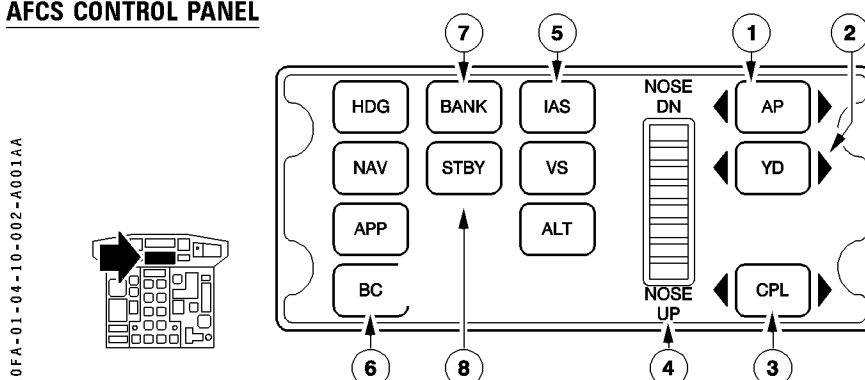 AFCS CONTROL PANEL
7
5
1
2
HDG
BANK
IAS
NOSE
DN
AP
NAV
STBY
VS
YD
APP
ALT
BC
NOSE
UP
CPL
6
8
4
3
0FA-01-04-10-002-A001AA